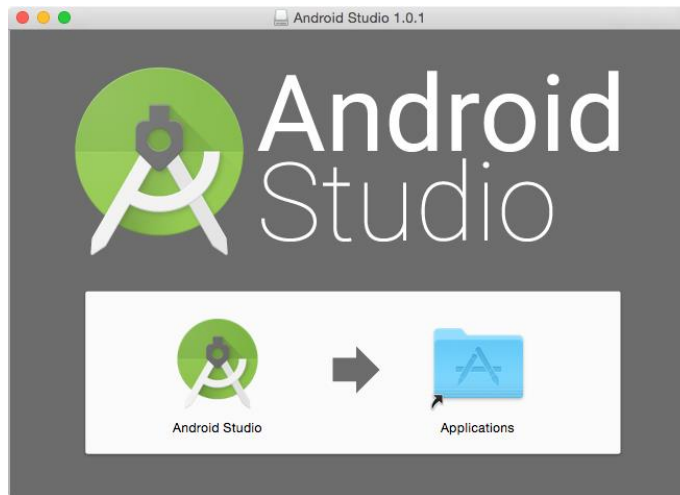 Android Studio 1.0.1
Android
Studio
Android Studio
Applications